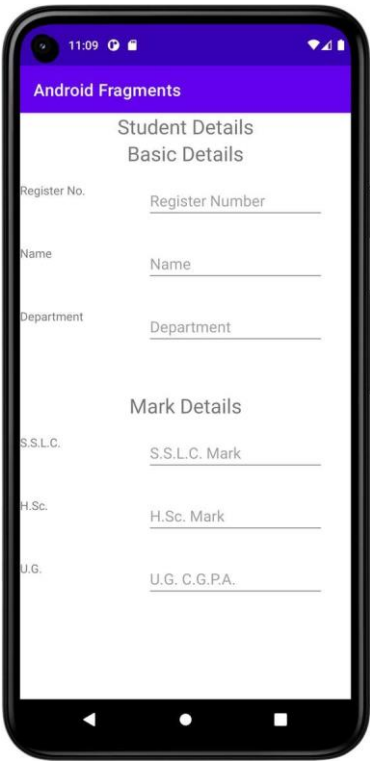 11:09
Android Fragments
Student Details
Basic Details
Register No.
Register Number
Name
Name
Department
Department
Mark Details
S.S.L.C.
S.S.L.C. Mark
H.Sc.
H.Sc. Mark
U.G.
U.G. C.G.P.A.